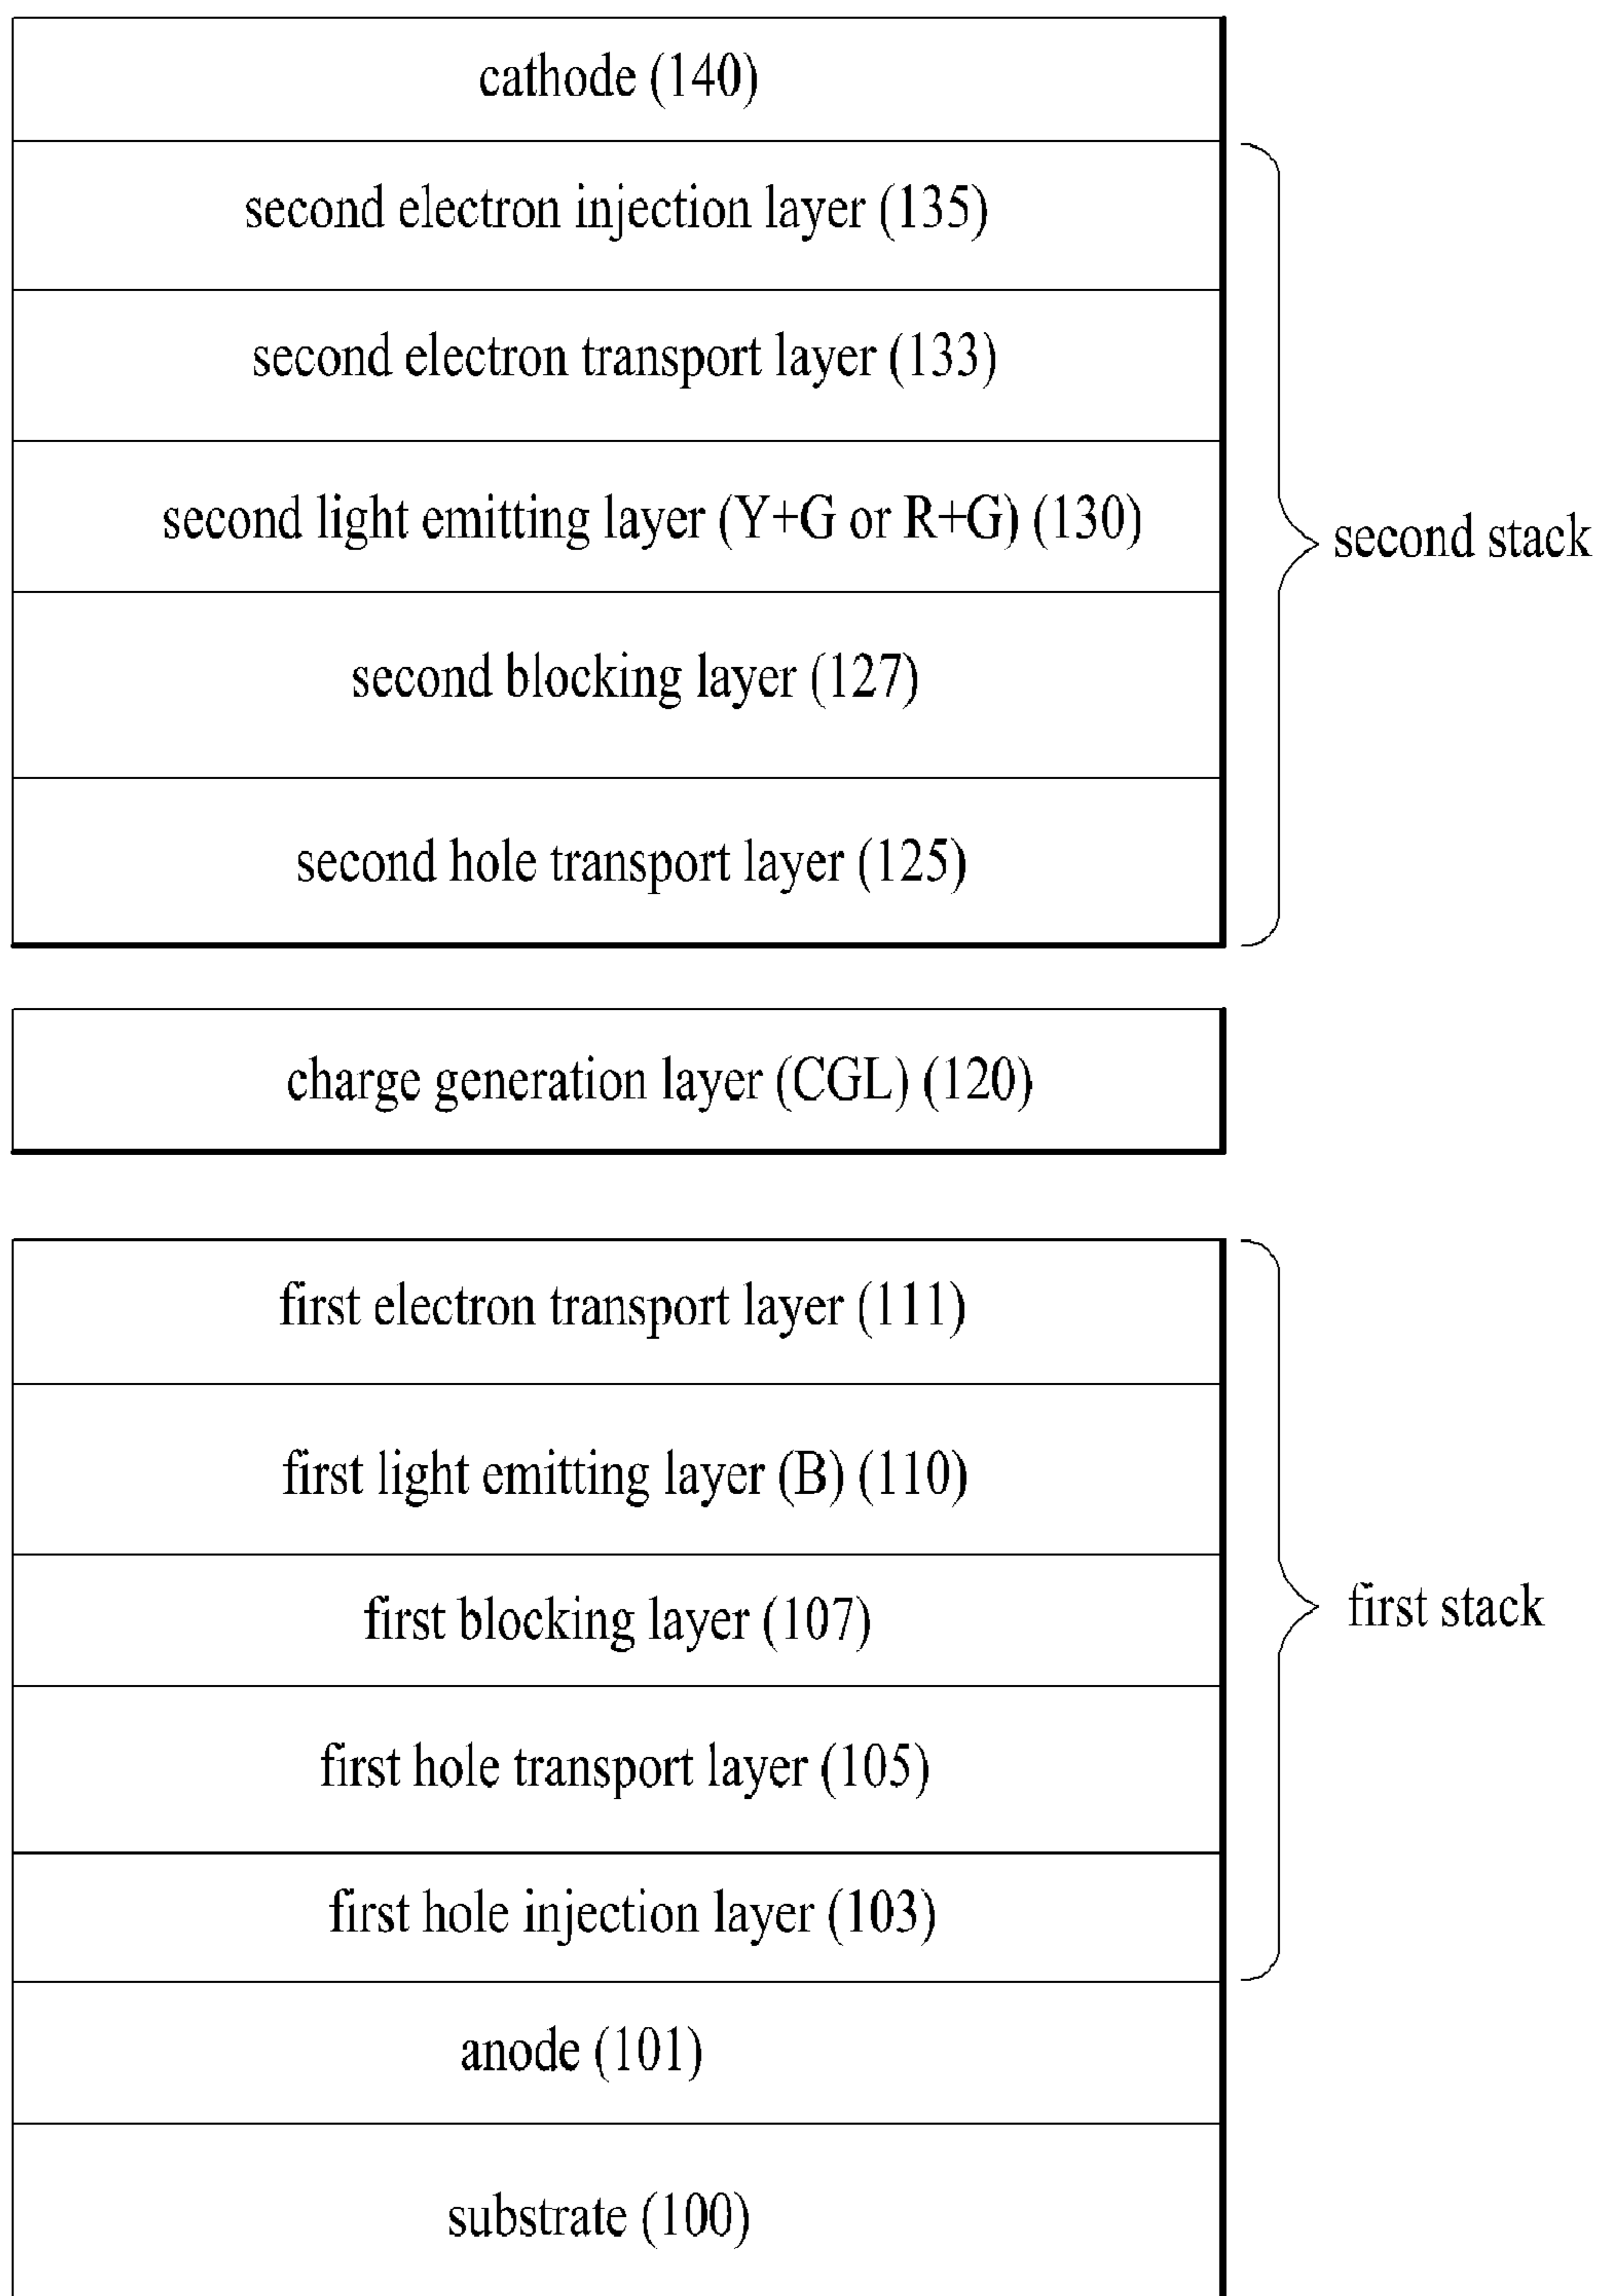 cathode (140)
second electron injection layer (135)
second electron transport layer (133)
second light emitting layer (Y+G or R+G) (130)
second stack
second blocking layer (127)
second hole transport layer (125)
charge generation layer (CGL) (120)
first electron transport layer (111)
first light emitting layer (B) (110)
first blocking layer (107)
first stack
first hole transport layer (105)
first hole injection layer (103)
anode (101)
substrate (100)